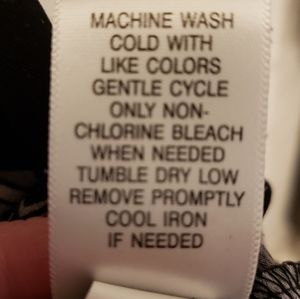 MACHINE WASH
COLD WITH
LIKE COLORS
GENTLE CYCLE
ONLY NON-
CHLORINE BLEACH
WHEN NEEDED
TUMBLE DRY LOW
REMOVE PROMPTLY
COOL IRON
IF NEEDED